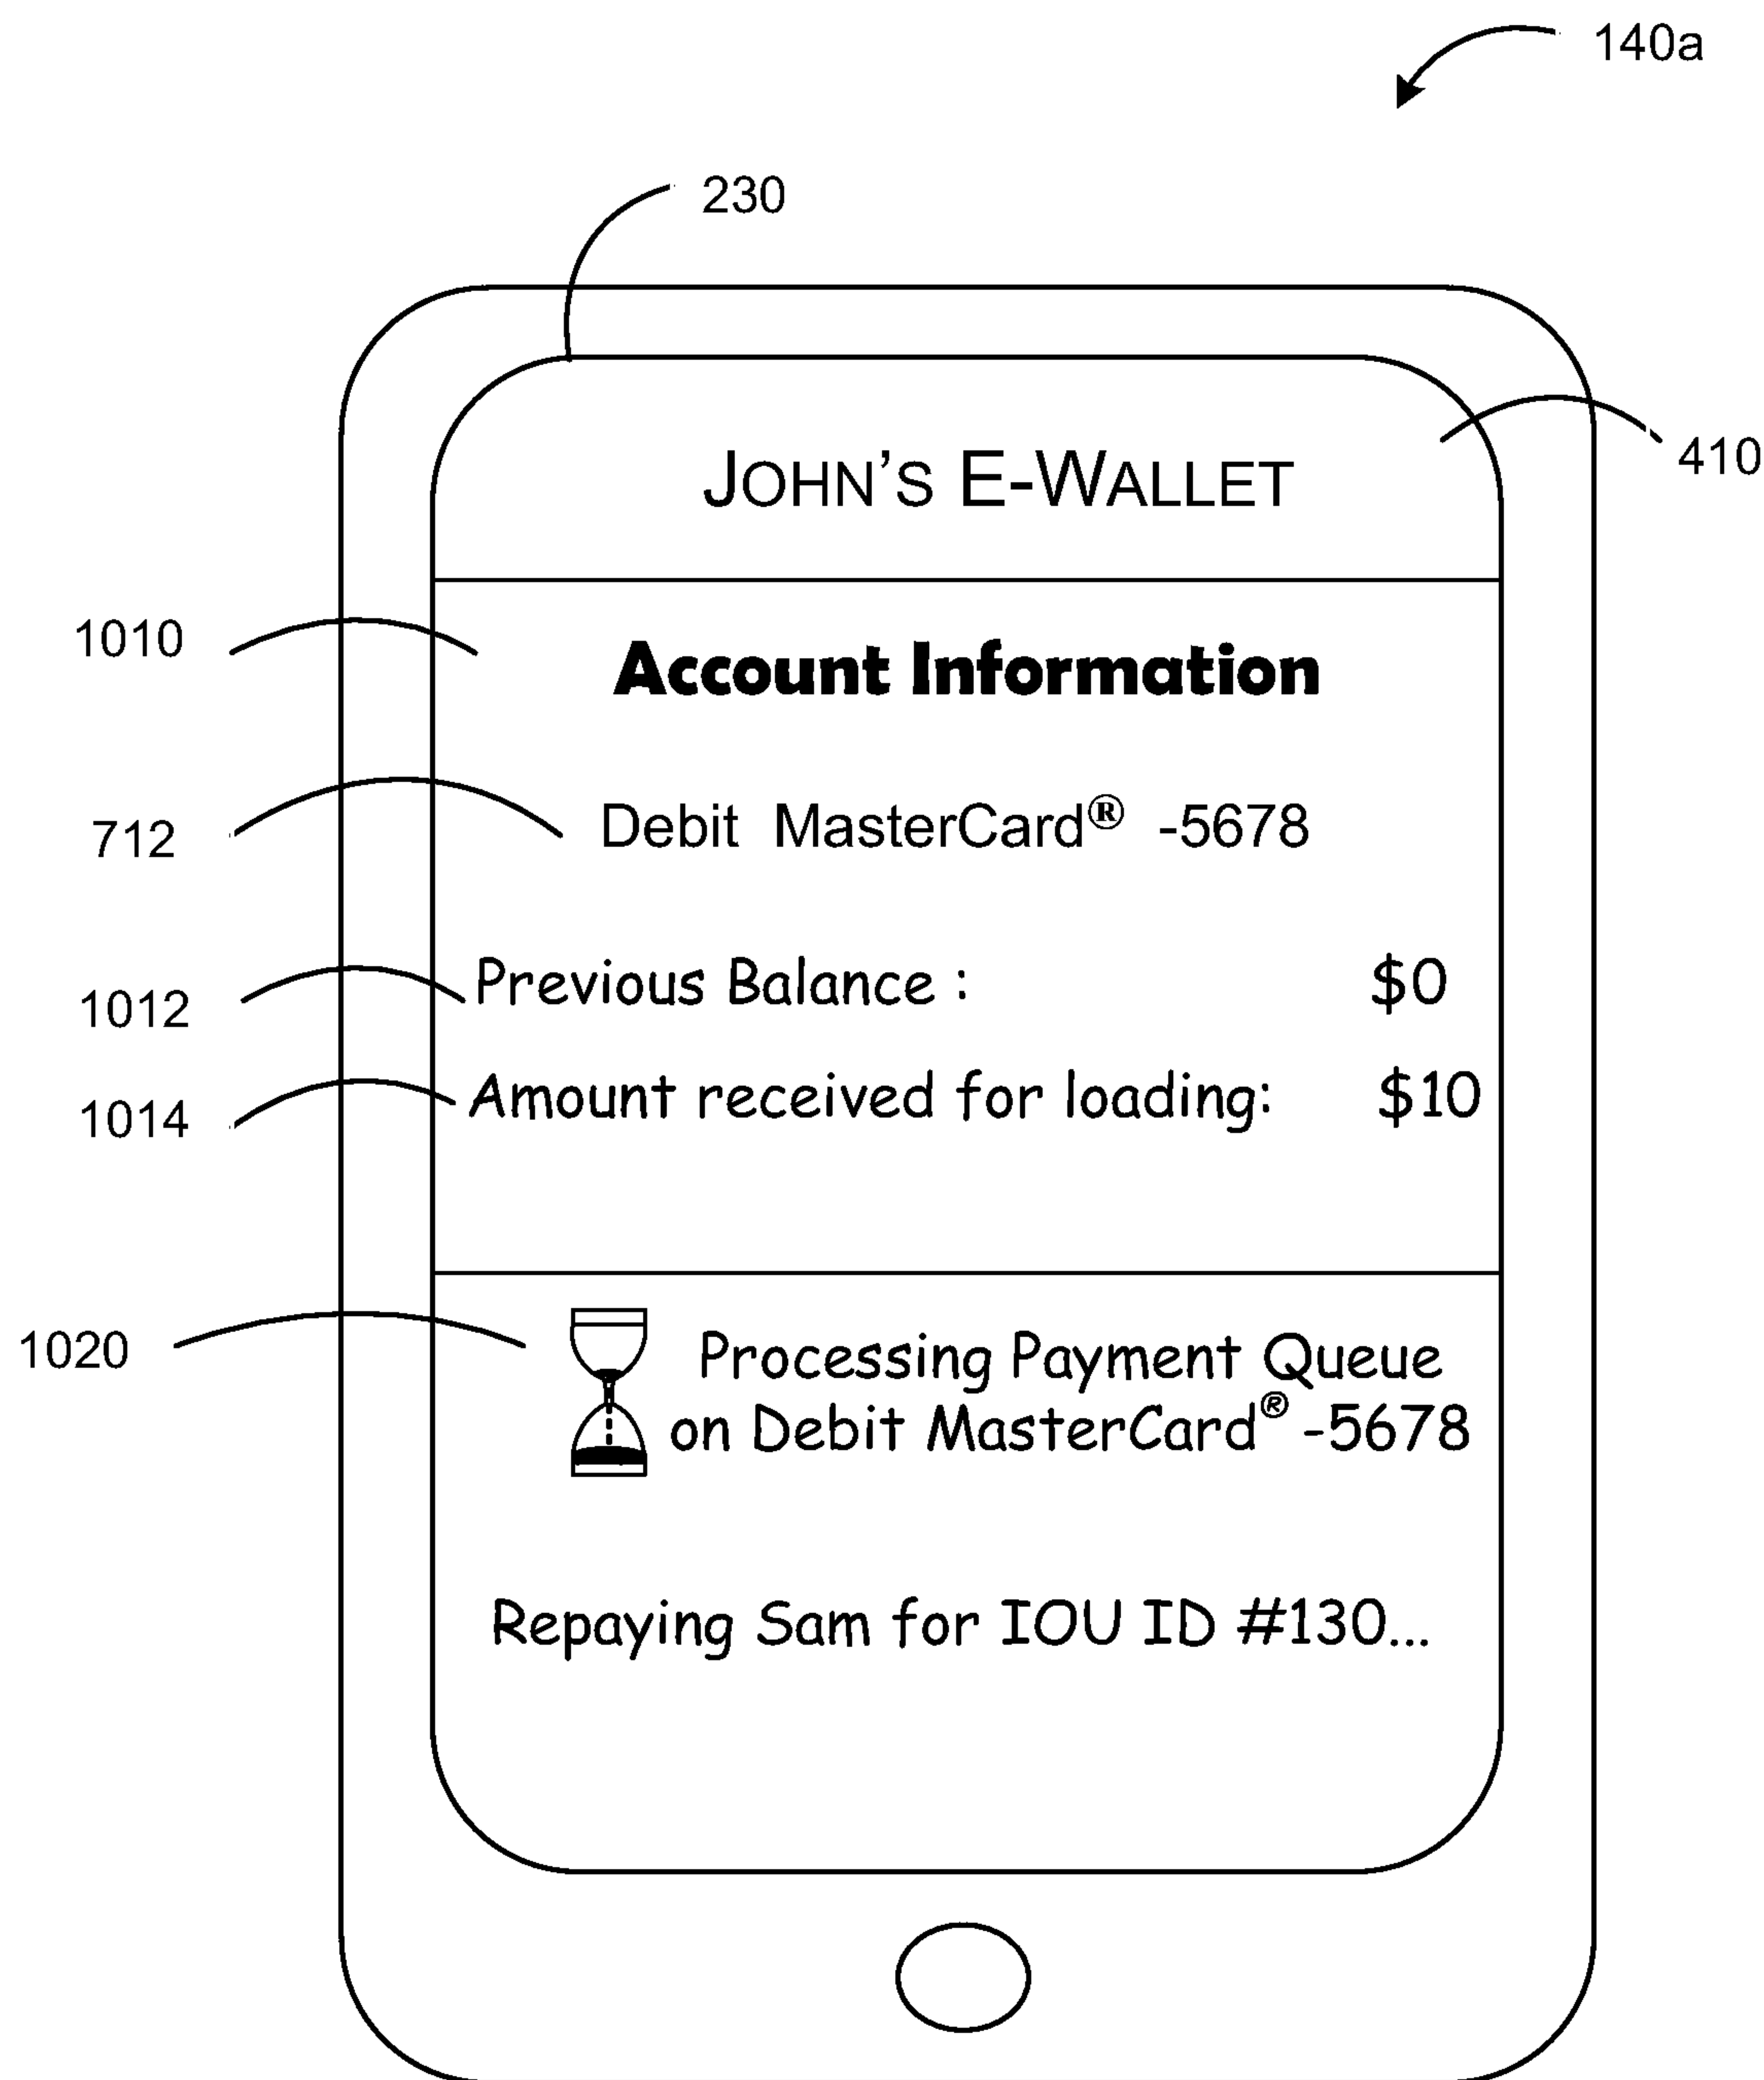 140a
230
410
JOHN'S E-WALLET
1010
Account Information
712
Debit MasterCard® -5678
1012
Previous Balance : $0
1014
Amount received for loading: $10
1020
Processing Payment Queue
on Debit MasterCard® -5678
Repaying Sam for IOU ID #130...